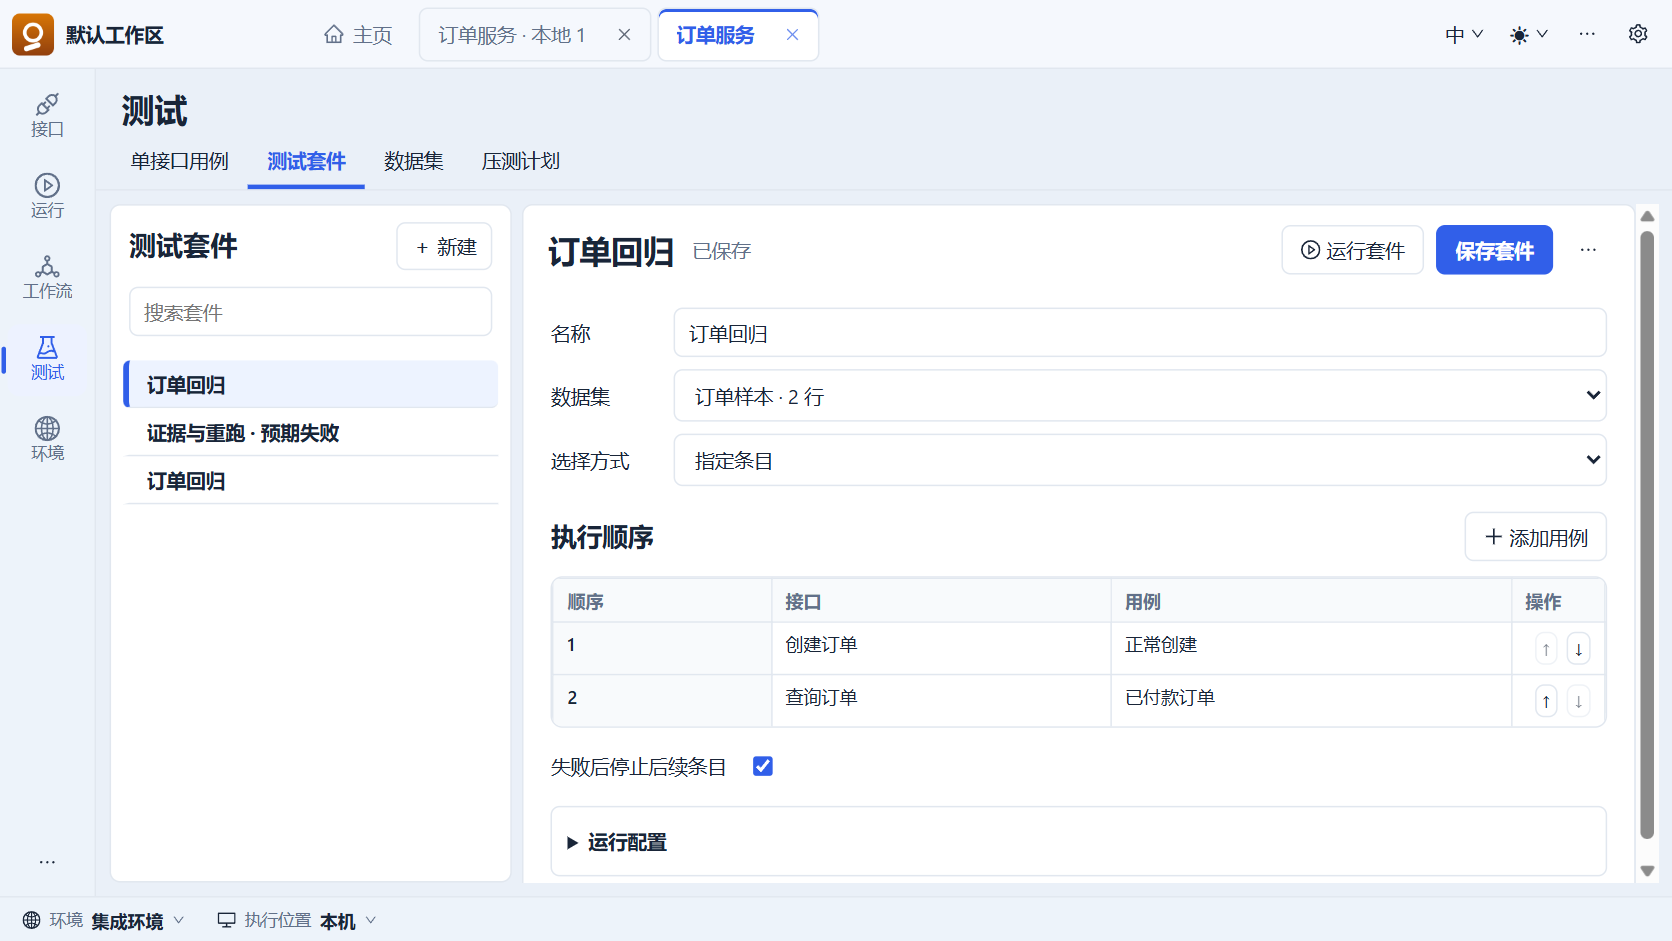 默认工作区
主页
订单服务 · 本地 1
订单服务
中
接口
运行
工作流
测试
环境
测试
单接口用例
测试套件
数据集
压测计划
测试套件
+ 新建
搜索套件
订单回归
证据与重跑 · 预期失败
订单回归
订单回归 已保存
运行套件
保存套件
名称
订单回归
数据集
订单样本 · 2 行
选择方式
指定条目
执行顺序
+ 添加用例
顺序 接口 用例 操作
1 创建订单 正常创建 ↑ ↓
2 查询订单 已付款订单 ↑ ↓
失败后停止后续条目
运行配置
环境 集成环境
执行位置 本机